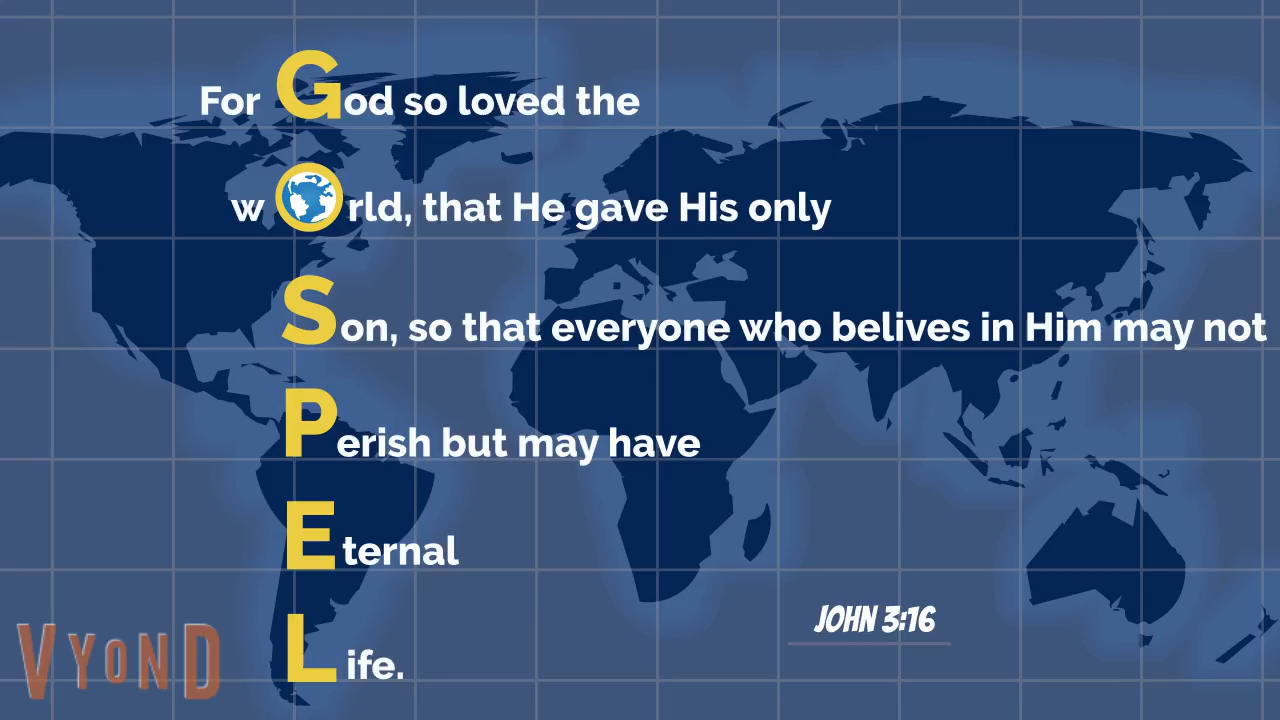 For God so loved the
world, that He gave His only
Son, so that everyone who belives in Him may not
Perish but may have
Eternal
Life.
JOHN 3:16
VYOND